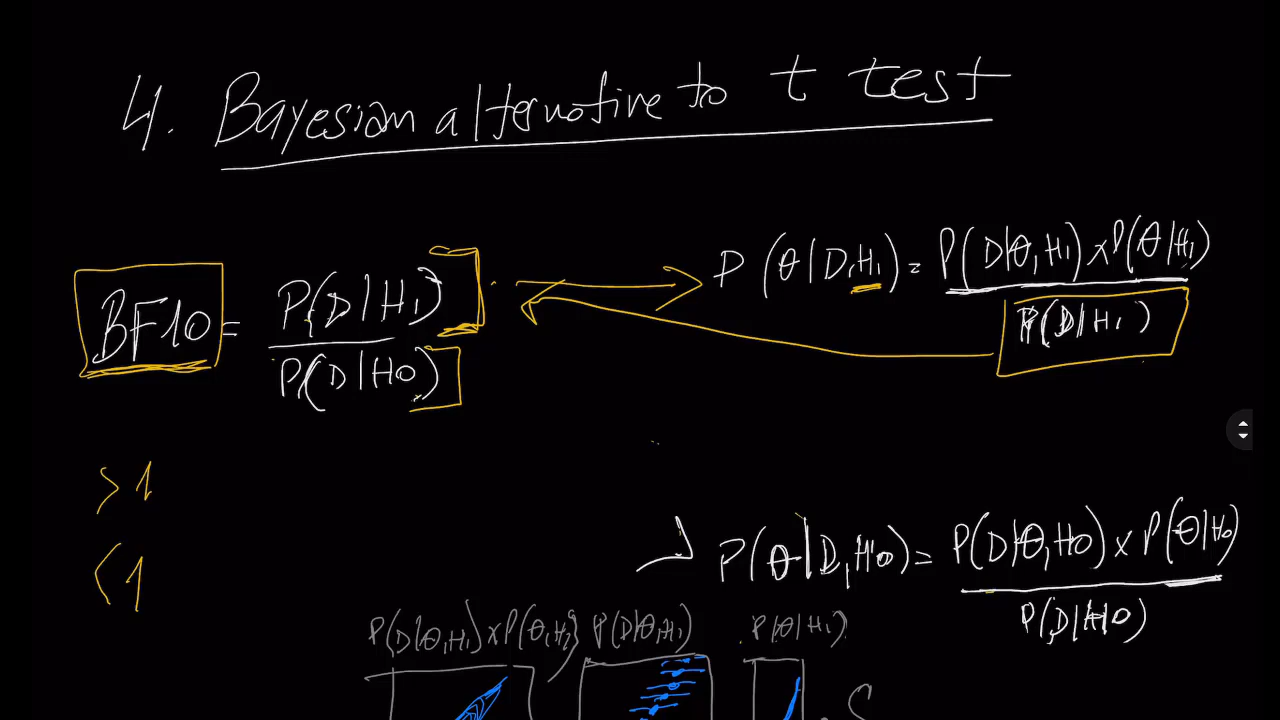 4. Bayesian alternative to t test
BF10 = P(D|H1) / P(D|H0)
P(θ|D,H1) = P(D|θ,H1)×P(θ|H1) / P(D|H1)
>1
<1
P(θ|D,H0) = P(D|θ,H0)×P(θ|H0) / P(D|H0)
P(D|θ,H1)×P(θ,H1) P(D|θ,H1) P(θ|H1)